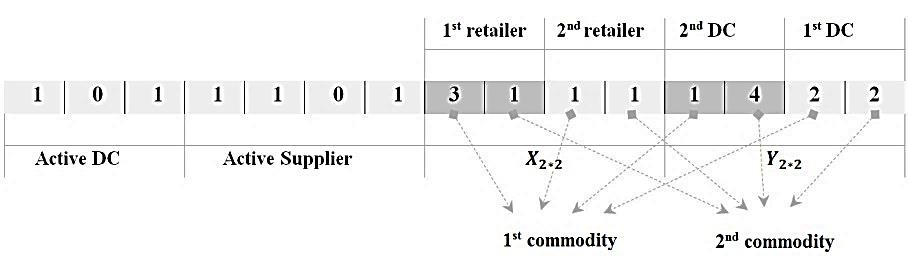 1st retailer 2nd retailer 2nd DC 1st DC
1 0 1 1 1 0 1 3 1 1 1 1 4 2 2
Active DC Active Supplier X2*2 Y2*2
1st commodity 2nd commodity